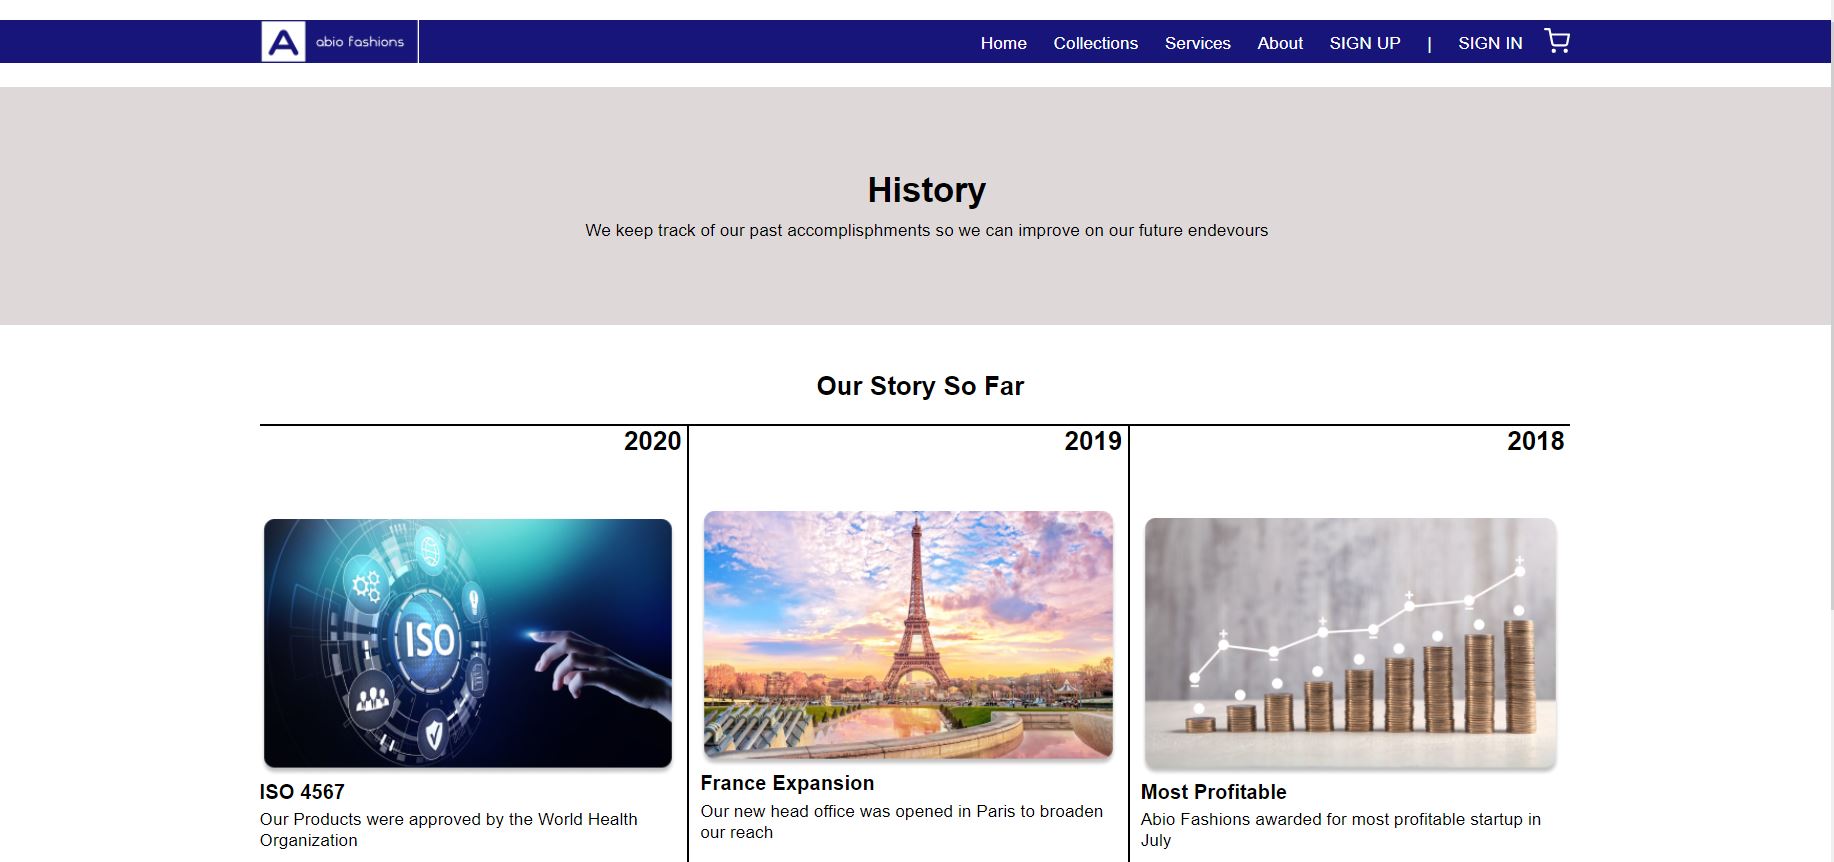 A abio fashions
Home Collections Services About SIGN UP | SIGN IN
History
We keep track of our past accomplisphments so we can improve on our future endevours
Our Story So Far
2020
ISO
ISO 4567
Our Products were approved by the World Health
Organization
2019
France Expansion
Our new head office was opened in Paris to broaden
our reach
2018
Most Profitable
Abio Fashions awarded for most profitable startup in
July